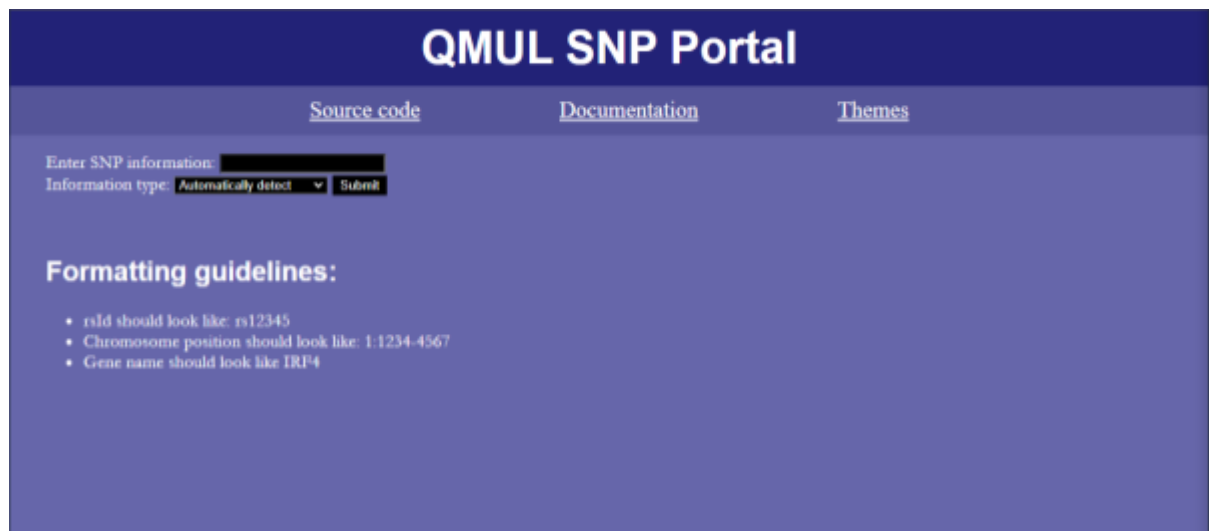 QMUL SNP Portal
Source code Documentation Themes
Enter SNP information:
Information type: Automatically detect Submit
Formatting guidelines:
• rsId should look like: rs12345
• Chromosome position should look like: 1:1234-4567
• Gene name should look like IRF4